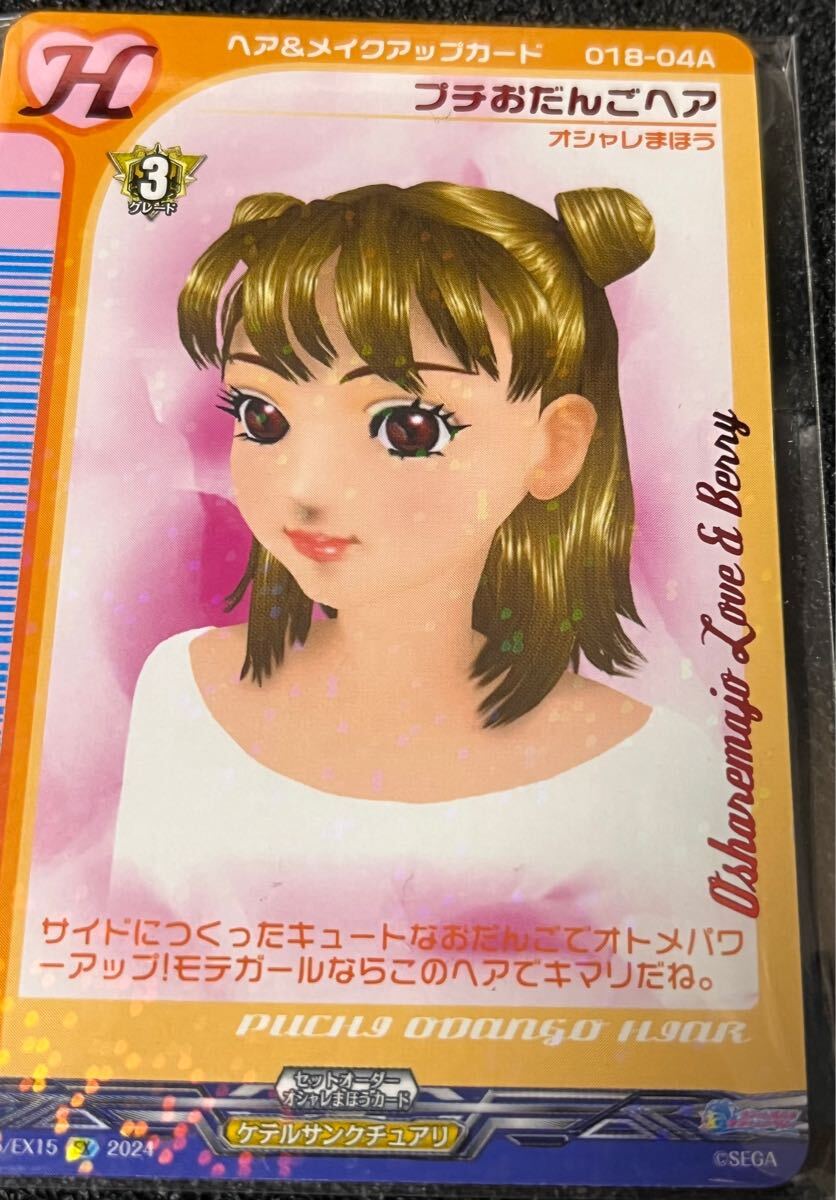 H
ヘア&メイクアップカード 018-04A
プチおだんごヘア
オシャレまほう
3
グレード
Osharemajo Love & Berry
サイドにつくったキュートなおだんごでオトメパワ
ーアップ!モテガールならこのヘアでキマリだね。
PUCHI ODANGO HIAR
セットオーダー
オシャレまほうカード
ケテルサンクチュアリ
/EX15 2024
©SEGA